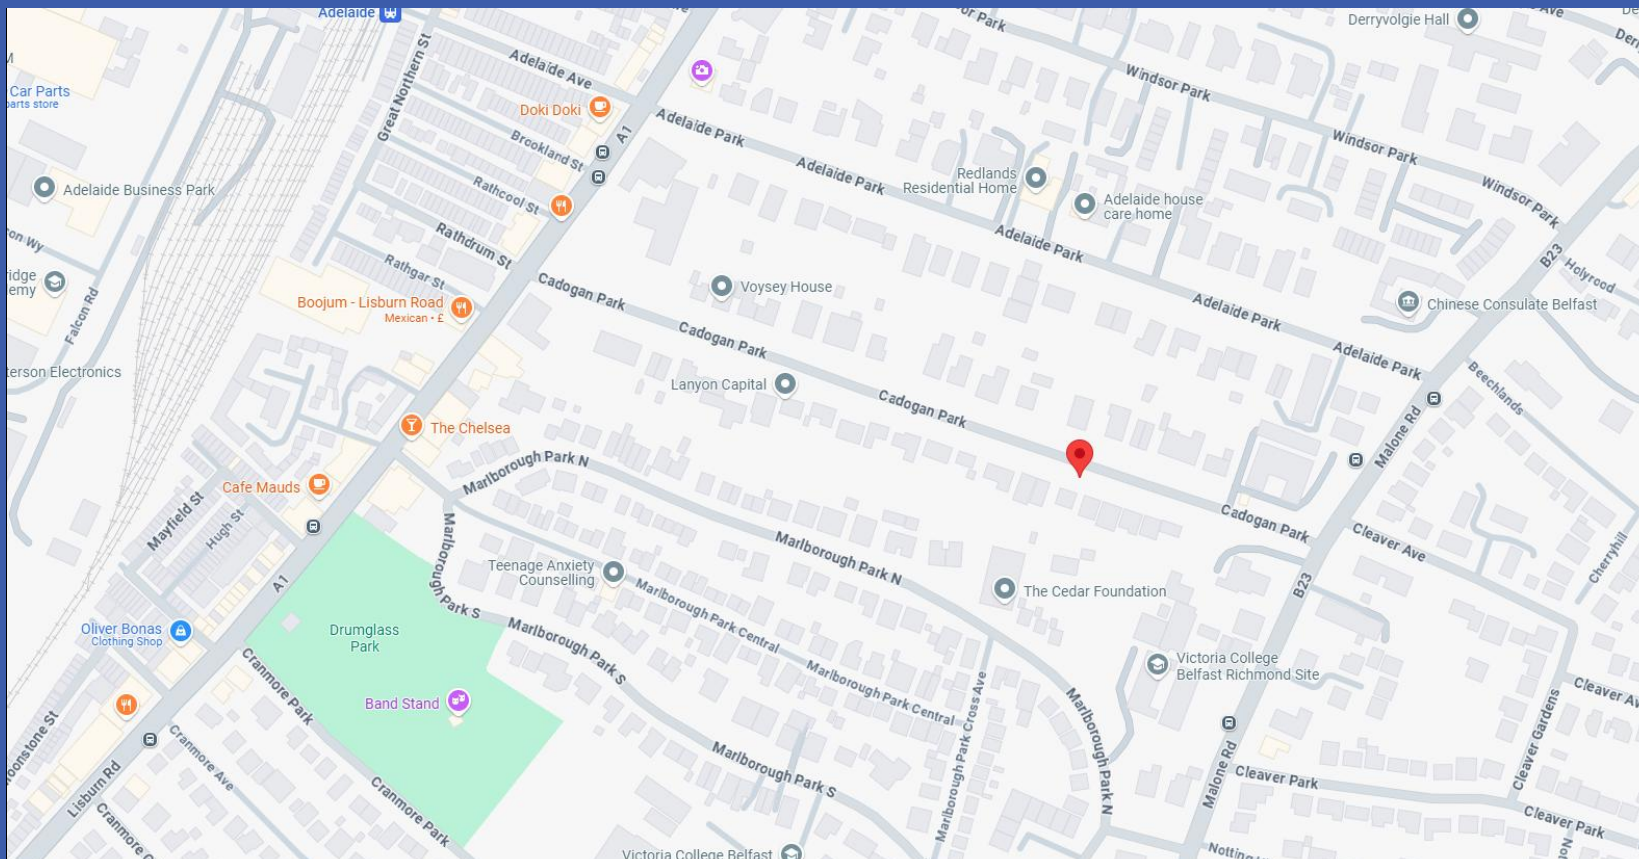 Adelaide
Derryvolgie Hall
Adelaide Ave
Windsor Park
Great Northern St
Car Parts
parts store
Doki Doki
A1
Adelaide Park
Windsor Park
Brookland St
Adelaide Park
Redlands
Residential Home
Adelaide Business Park
Rathcool St
Adelaide house
care home
Windsor Park
Rathdrum St
Adelaide Park
B23
Holyrood
Rathgar St
Cadogan Park
Voysey House
Falcon Rd
Boojum - Lisburn Road
Mexican • £
Adelaide Park
Chinese Consulate Belfast
Cadogan Park
Adelaide Park
Lanyon Capital
Beechlands
Cadogan Park
The Chelsea
Malone Rd
Marlborough Park N
Cafe Mauds
Mayfield St
Hugh St
Cadogan Park
Cleaver Ave
Marlborough Park S
Marlborough Park N
Cherryhill
Teenage Anxiety
Counselling
A1
Marlborough Park Central
The Cedar Foundation
B23
Oliver Bonas
Clothing Shop
Drumglass
Park
Marlborough Park S
Marlborough Park Central
Victoria College
Belfast Richmond Site
Cranmore Park
Band Stand
Marlborough Park Cross Ave
Marlborough Park N
Cleaver Gardens
Cranmore Ave
Marlborough Park S
Lisburn Rd
Malone Rd
Cleaver Park
Cranmore Park
Cleaver Park
Victoria College Belfast